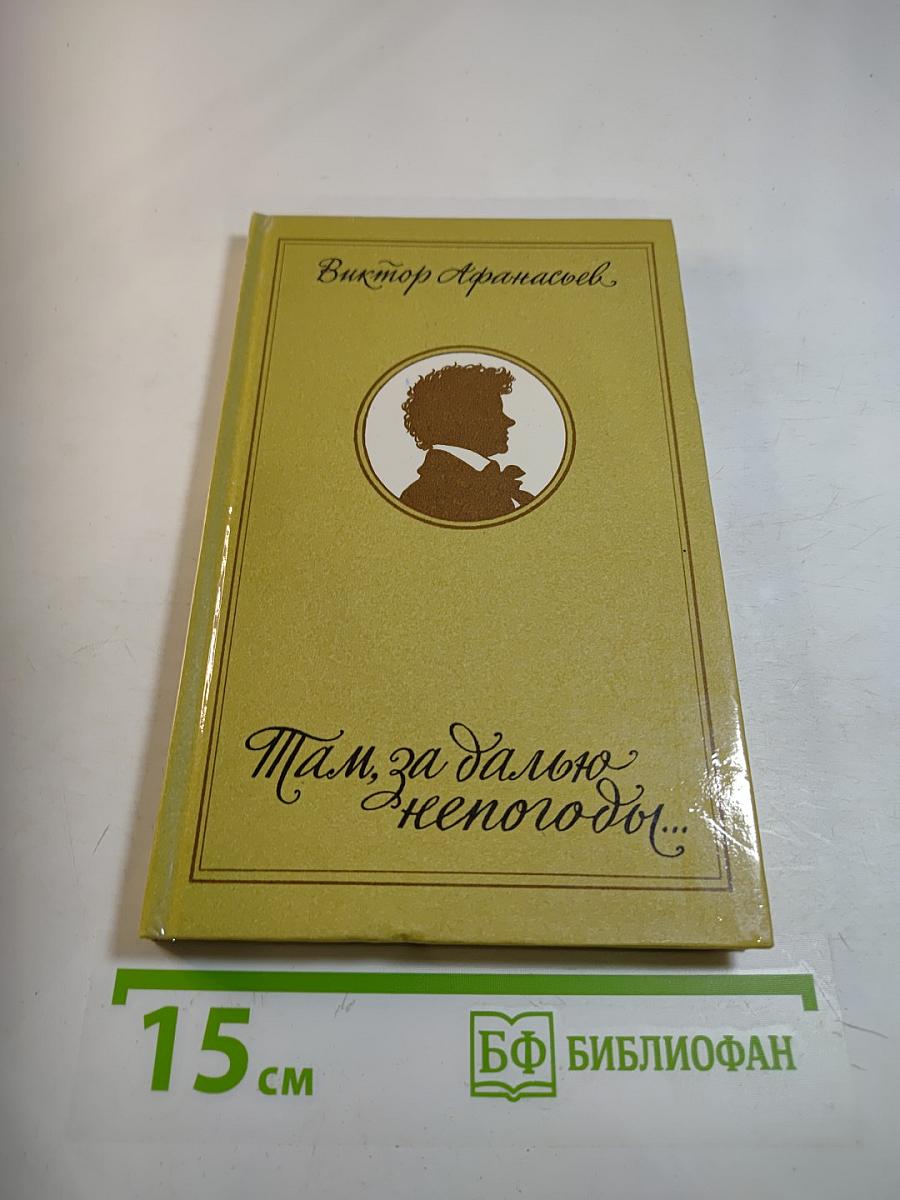 Виктор Афанасьев
Там, за далью
непогоды...
15 см
БФ БИБЛИОФАН